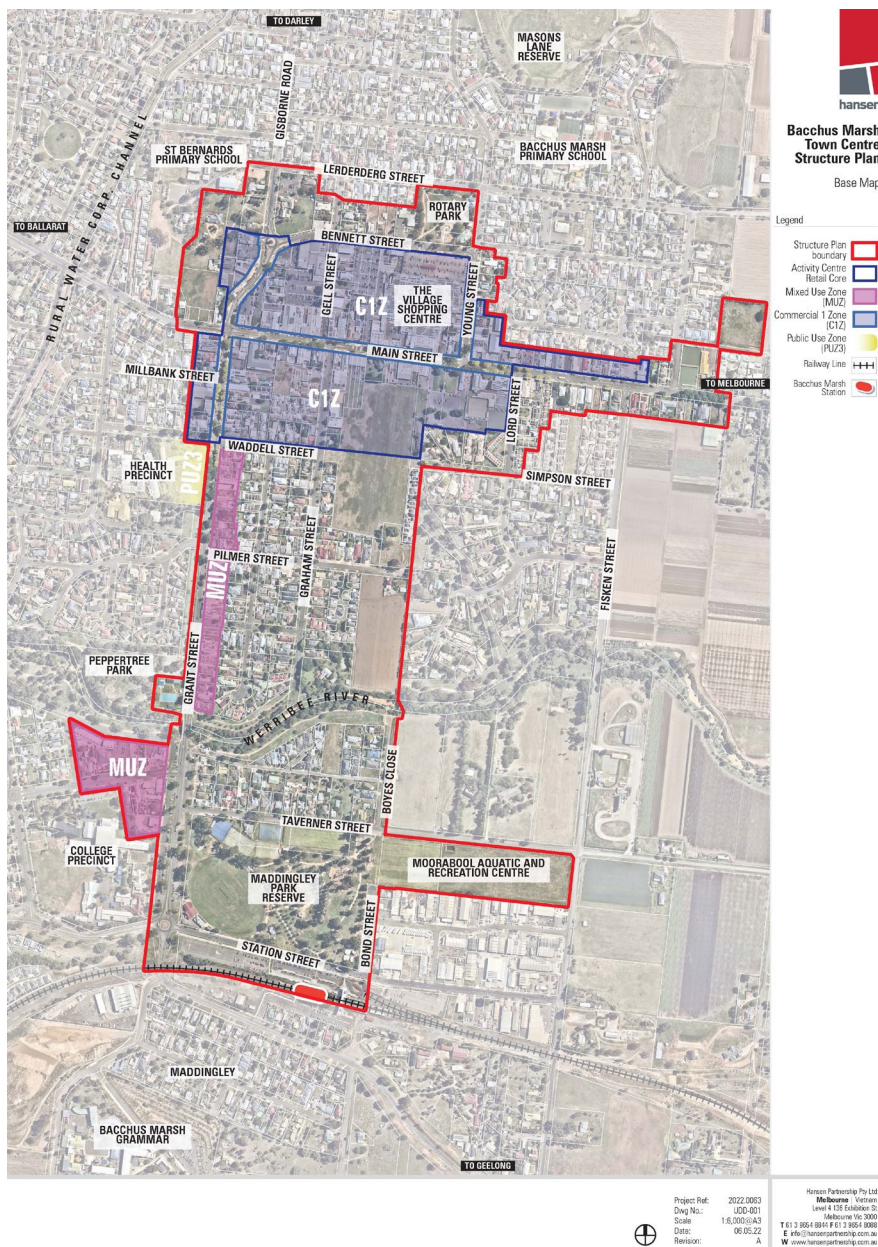 TO DARLEY
MASONS
LANE
RESERVE
GISBORNE ROAD
ST BERNARDS
PRIMARY SCHOOL
BACCHUS MARSH
PRIMARY SCHOOL
LERDERDERG STREET
RURAL WATER CORP. CHANNEL
ROTARY
PARK
TO BALLARAT
BENNETT STREET
GELL STREET
THE
VILLAGE
SHOPPING
CENTRE
C1Z
YOUNG STREET
MAIN STREET
MILLBANK STREET
TO MELBOURNE
C1Z
LORD STREET
WADDELL STREET
HEALTH
PRECINCT
PUZ3
SIMPSON STREET
PILMER STREET
GRAHAM STREET
MUZ
FISKEN STREET
PEPPERTREE
PARK
GRANT STREET
WERRIBEE RIVER
MUZ
BOYES CLOSE
TAVERNER STREET
COLLEGE
PRECINCT
MOORABOOL AQUATIC AND
RECREATION CENTRE
MADDINGLEY
PARK
RESERVE
BOND STREET
STATION STREET
MADDINGLEY
BACCHUS MARSH
GRAMMAR
TO GEELONG
hansen
Bacchus Marsh
Town Centre
Structure Plan
Base Map
Legend
Structure Plan
boundary
Activity Centre
Retail Core
Mixed Use Zone
(MUZ)
Commercial 1 Zone
(C1Z)
Public Use Zone
(PUZ3)
Railway Line
Bacchus Marsh
Station
Project Ref: 2022.0063
Dwg No.: UDD-001
Scale 1:6,000@A3
Date: 06.05.22
Revision: A
Hansen Partnership Pty Ltd
Melbourne | Vietnam
Level 4 136 Exhibition St
Melbourne Vic 3000
T 61 3 9654 8844 F 61 3 9654 8088
E info@hansenpartnership.com.au
W www.hansenpartnership.com.au